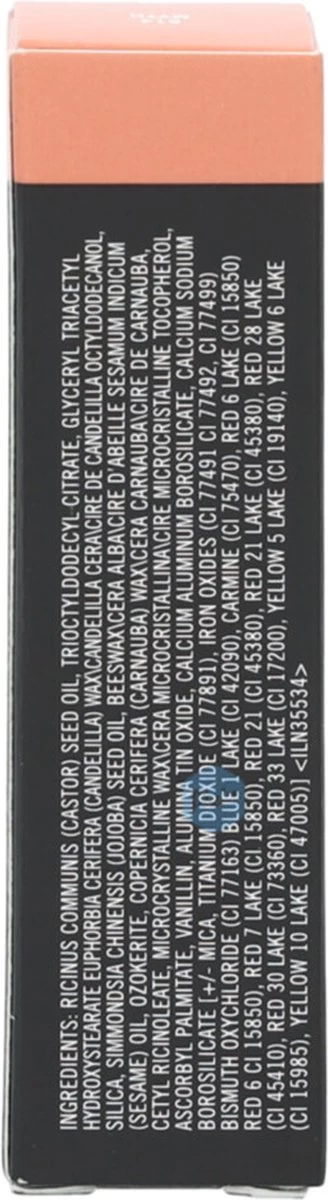 INGREDIENTS: RICINUS COMMUNIS (CASTOR) SEED OIL, TRIOCTYLDODECYL-CITRATE, GLYCERYL TRIACETYL
HYDROXYSTEARATE EUPHORBIA CERIFERA (CANDELILLA) WAX\CANDELILLA CERA\CIRE DE CANDELILLA OCTYLDODECANOL,
SILICA, SIMMONDSIA CHINENSIS (JOJOBA) SEED OIL, BEESWAX\CERA ALBA\CIRE D'ABEILLE SESAMUM INDICUM
(SESAME) OIL, OZOKERITE, COPERNICIA CERIFERA (CARNAUBA) WAX\CERA CARNAUBA\CIRE DE CARNAUBA,
CETYL RICINOLEATE, MICROCRYSTALLINE WAX\CERA MICROCRISTALLINA\CIRE MICROCRISTALLINE TOCOPHEROL,
ASCORBYL PALMITATE, VANILLIN, ALUMINA TIN OXIDE, CALCIUM ALUMINUM BOROSILICATE, CALCIUM SODIUM
BOROSILICATE [+/- MICA, TITANIUM DIOXIDE (CI 77891), IRON OXIDES (CI 77491 CI 77492, CI 77499)
BISMUTH OXYCHLORIDE (CI 77163) BLUE 1 LAKE (CI 42090), CARMINE (CI 75470), RED 6 LAKE (CI 15850)
RED 6 CI 15850), RED 7 LAKE (CI 15850), RED 21 (CI 45380), RED 21 LAKE (CI 45380), RED 28 LAKE
(CI 45410), RED 30 LAKE (CI 73360), RED 33 LAKE (CI 17200), YELLOW 5 LAKE (CI 19140), YELLOW 6 LAKE
(CI 15985), YELLOW 10 LAKE (CI 47005)] <ILN35534>